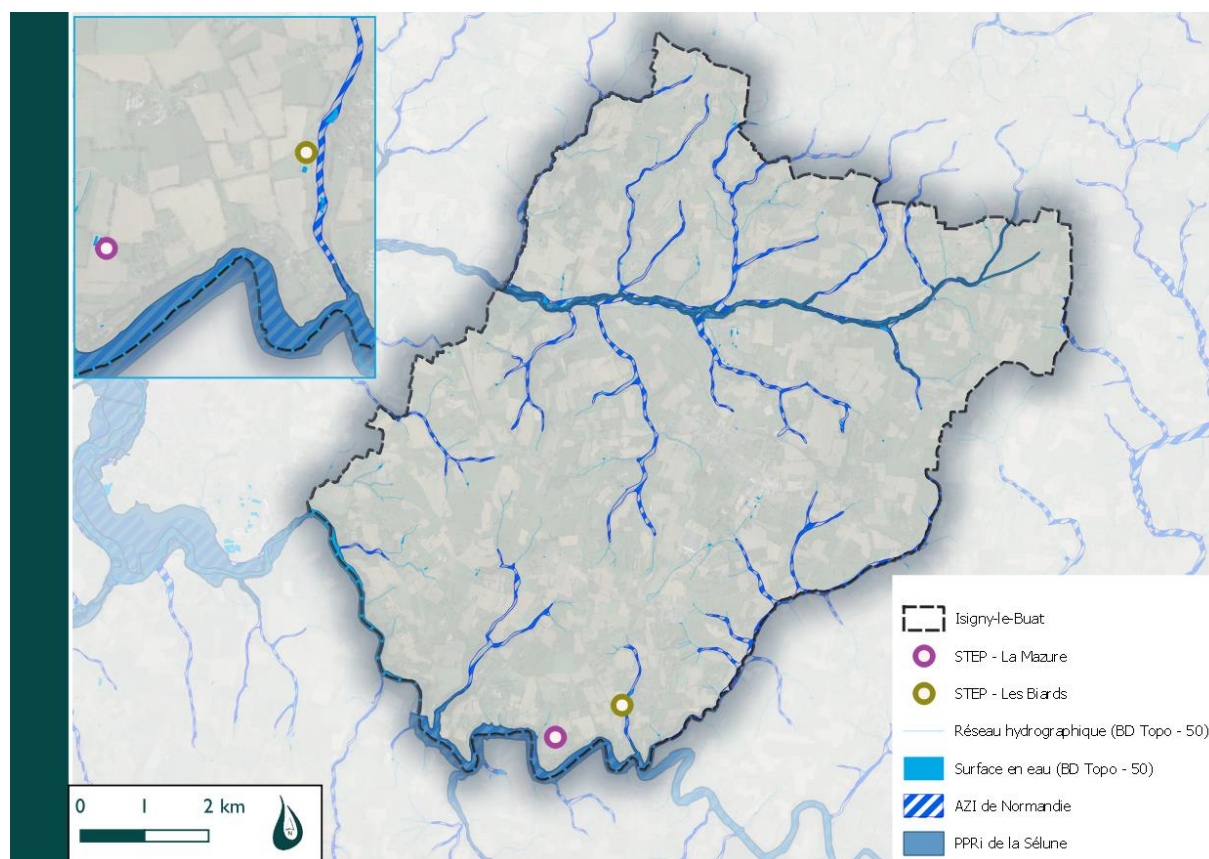 Isigny-le-Buat
STEP - La Mazure
STEP - Les Biards
Réseau hydrographique (BD Topo - 50)
Surface en eau (BD Topo - 50)
AZI de Normandie
PPRi de la Sélune
0 1 2 km
N